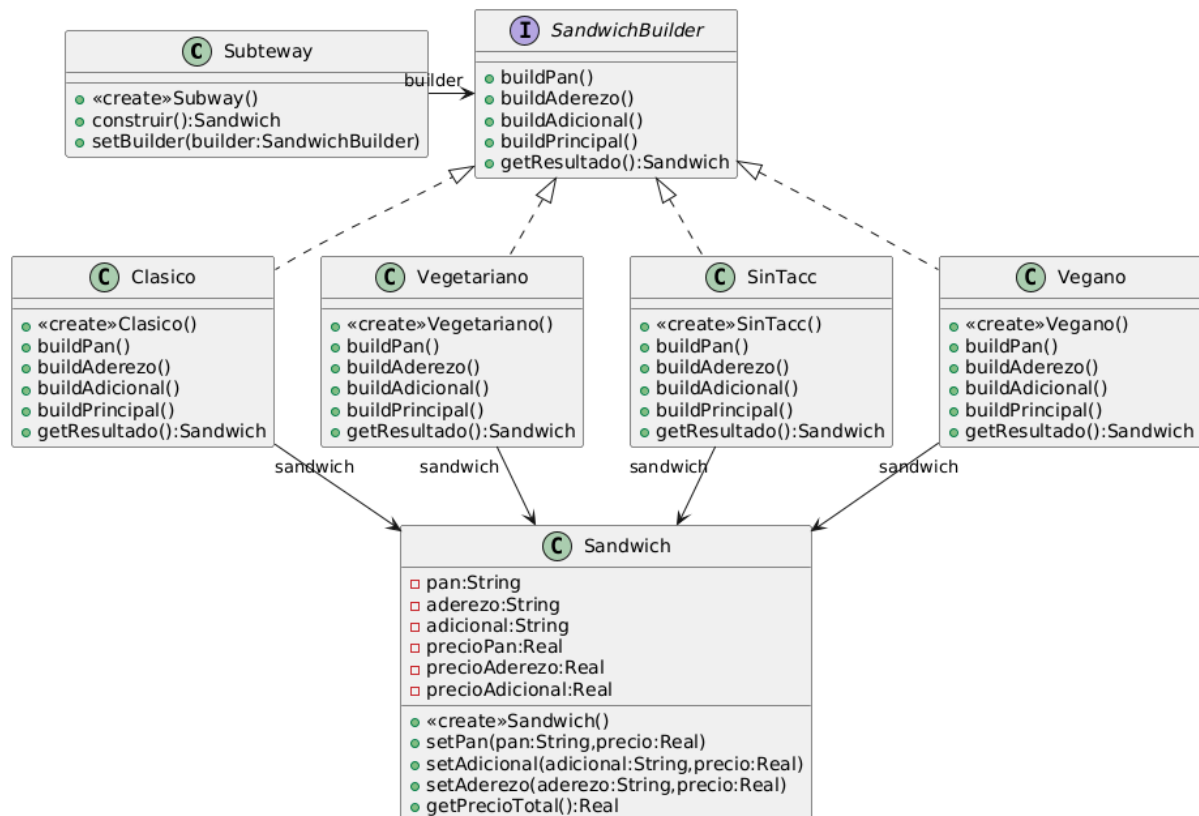 C Subteway
«create»Subway()
construir():Sandwich
setBuilder(builder:SandwichBuilder)
builder
I SandwichBuilder
buildPan()
buildAderezo()
buildAdicional()
buildPrincipal()
getResultado():Sandwich
C Clasico
«create»Clasico()
buildPan()
buildAderezo()
buildAdicional()
buildPrincipal()
getResultado():Sandwich
C Vegetariano
«create»Vegetariano()
buildPan()
buildAderezo()
buildAdicional()
buildPrincipal()
getResultado():Sandwich
C SinTacc
«create»SinTacc()
buildPan()
buildAderezo()
buildAdicional()
buildPrincipal()
getResultado():Sandwich
C Vegano
«create»Vegano()
buildPan()
buildAderezo()
buildAdicional()
buildPrincipal()
getResultado():Sandwich
sandwich
sandwich
sandwich
sandwich
C Sandwich
pan:String
aderezo:String
adicional:String
precioPan:Real
precioAderezo:Real
precioAdicional:Real
«create»Sandwich()
setPan(pan:String,precio:Real)
setAdicional(adicional:String,precio:Real)
setAderezo(aderezo:String,precio:Real)
getPrecioTotal():Real